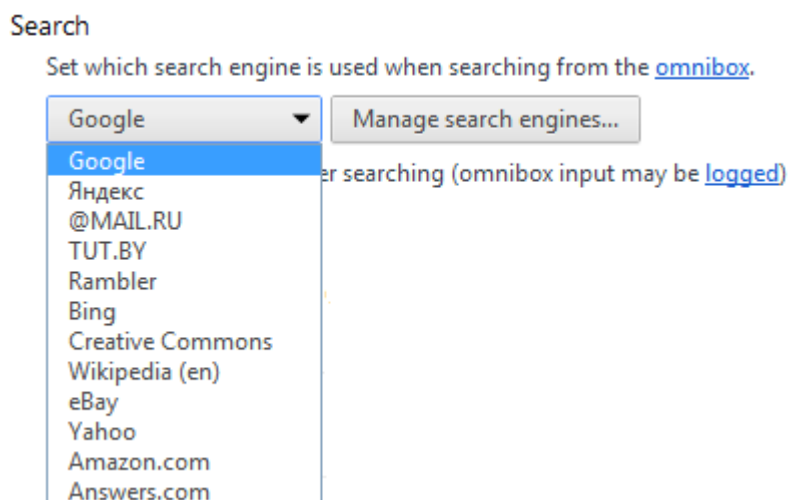 Search
Set which search engine is used when searching from the omnibox.
Google
Manage search engines...
Google
er searching (omnibox input may be logged)
Яндекс
@MAIL.RU
TUT.BY
Rambler
Bing
Creative Commons
Wikipedia (en)
eBay
Yahoo
Amazon.com
Answers.com